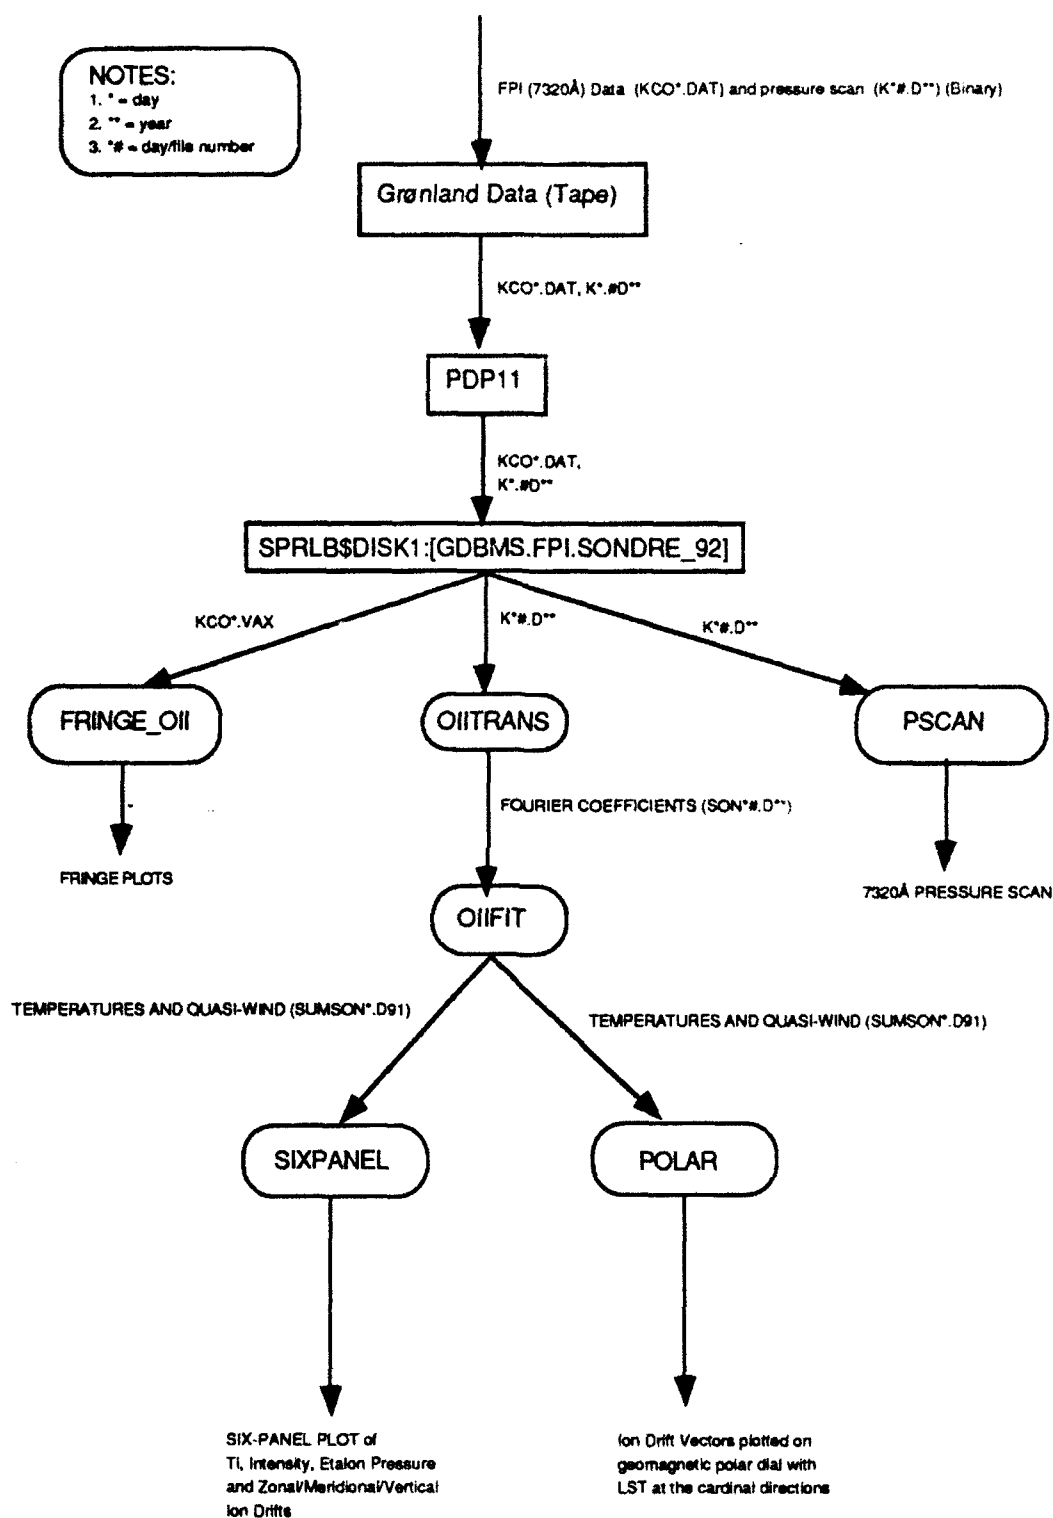 NOTES:
1. * = day
2. ** = year
3. *# = day/file number
FPI (7320Å) Data (KCO*.DAT) and pressure scan (K*#.D**) (Binary)
Grønland Data (Tape)
KCO*.DAT, K*.#D**
PDP11
KCO*.DAT,
K*.#D**
SPRLB$DISK1:[GDBMS.FPI.SONDRE_92]
KCO*.VAX
K*#.D**
K*#.D**
FRINGE_OII
OIITRANS
PSCAN
FOURIER COEFFICIENTS (SON*#.D**)
FRINGE PLOTS
7320Å PRESSURE SCAN
OIIFIT
TEMPERATURES AND QUASI-WIND (SUMSON*.D91)
TEMPERATURES AND QUASI-WIND (SUMSON*.D91)
SIXPANEL
POLAR
SIX-PANEL PLOT of
Ti, Intensity, Etalon Pressure
and Zonal/Meridional/Vertical
Ion Drifts
Ion Drift Vectors plotted on
geomagnetic polar dial with
LST at the cardinal directions